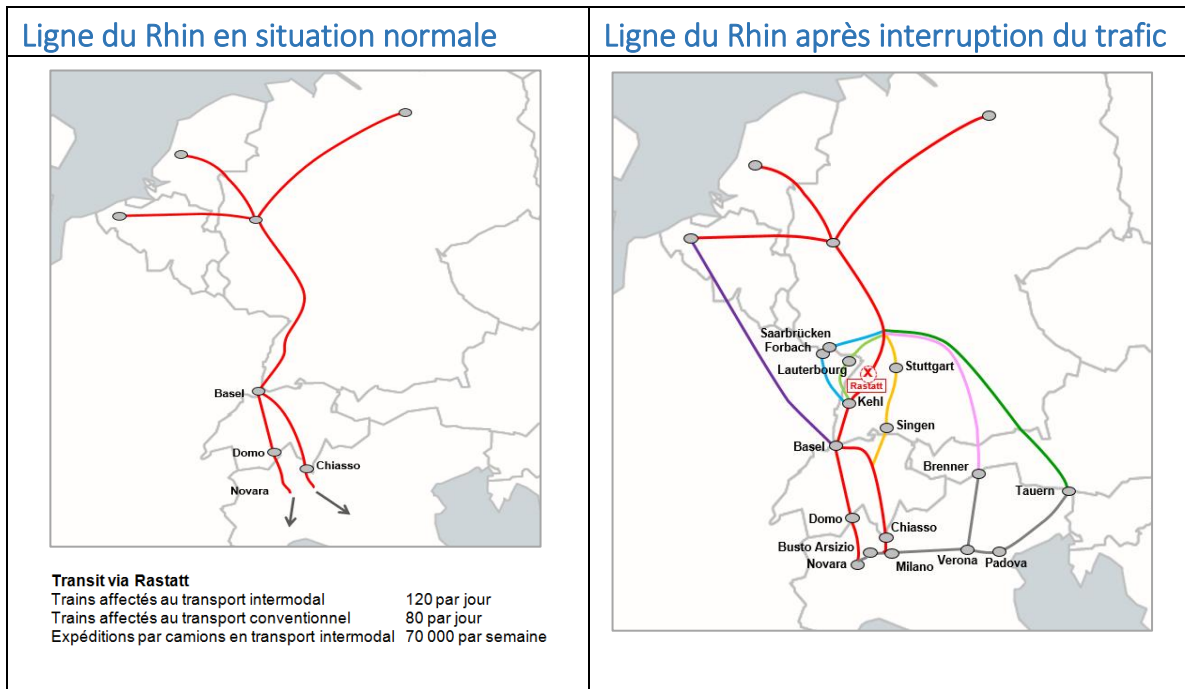 Ligne du Rhin en situation normale
Basel
Domo
Chiasso
Novara
Transit via Rastatt
Trains affectés au transport intermodal 120 par jour
Trains affectés au transport conventionnel 80 par jour
Expéditions par camions en transport intermodal 70 000 par semaine
Ligne du Rhin après interruption du trafic
Saarbrücken
Forbach
Lauterbourg
X
Rastatt
Stuttgart
Kehl
Singen
Basel
Brenner
Tauern
Domo
Chiasso
Busto Arsizio
Novara
Milano
Verona
Padova